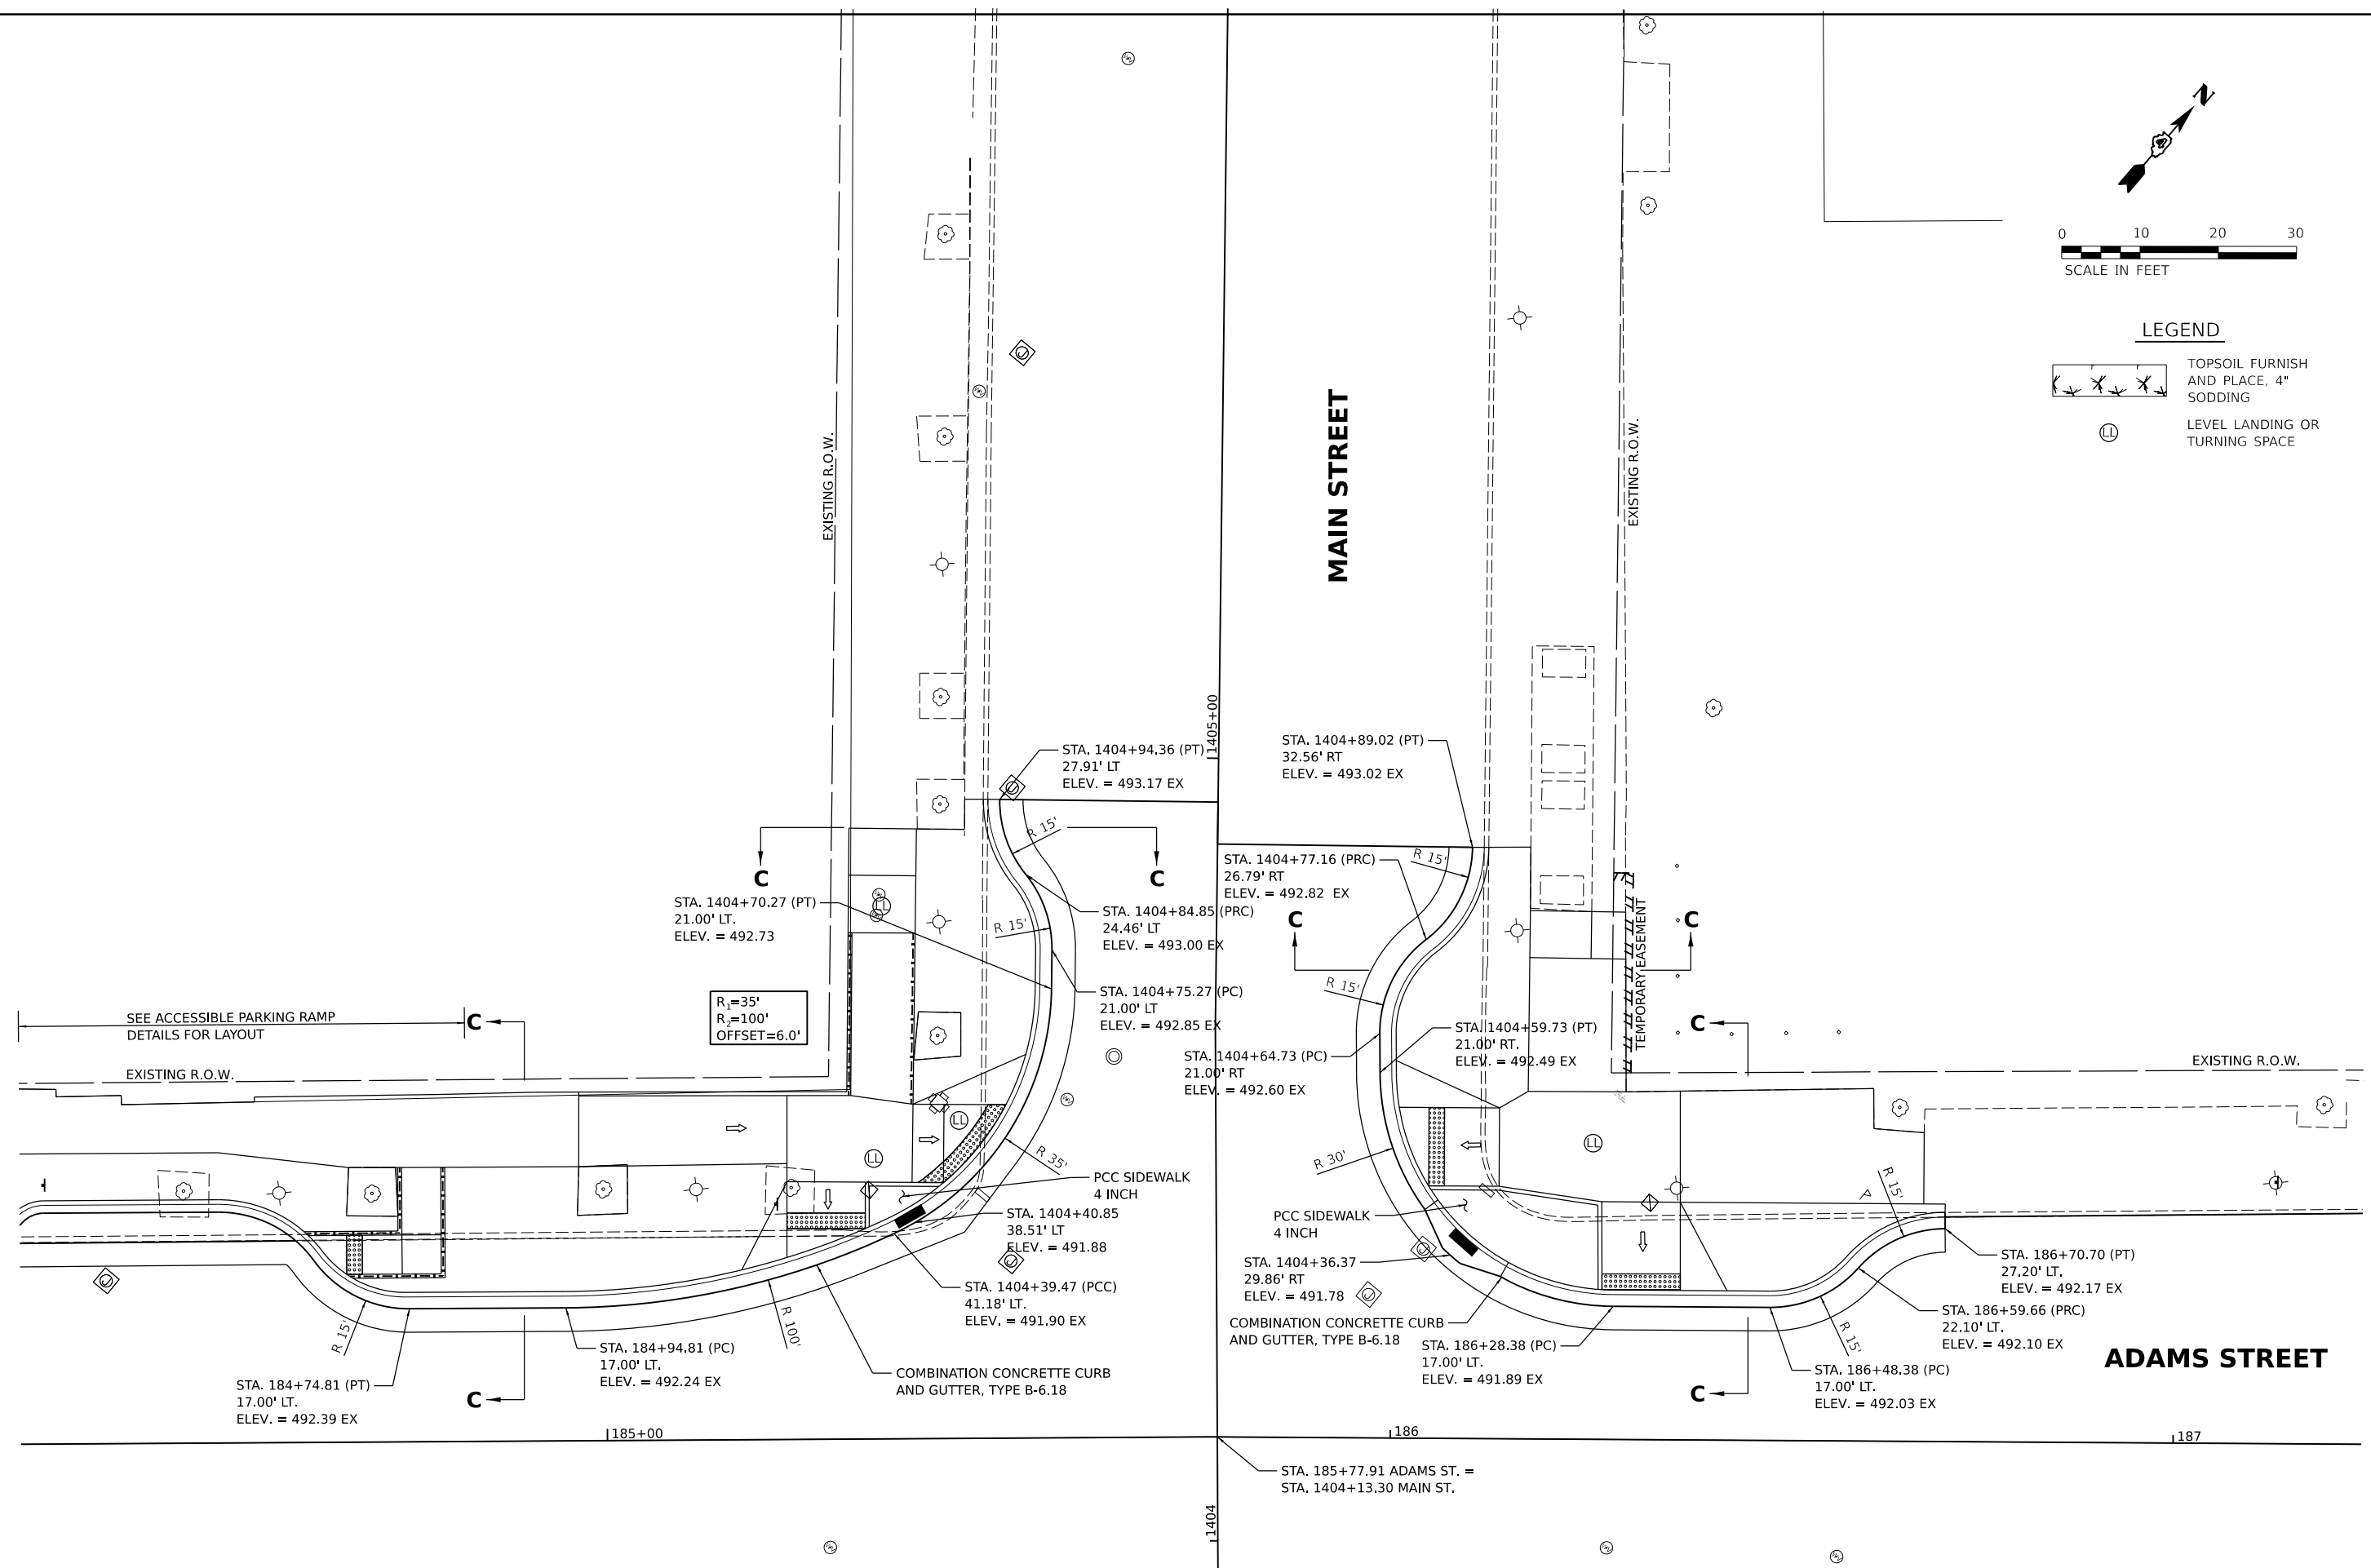 N
0 10 20 30
SCALE IN FEET
LEGEND
TOPSOIL FURNISH
AND PLACE, 4"
SODDING
LL
LEVEL LANDING OR
TURNING SPACE
EXISTING R.O.W.
MAIN STREET
EXISTING R.O.W.
1405+00
STA. 1404+94.36 (PT)
27.91' LT
ELEV. = 493.17 EX
STA. 1404+89.02 (PT)
32.56' RT
ELEV. = 493.02 EX
R 15'
R 15'
C
C
STA. 1404+77.16 (PRC)
26.79' RT
ELEV. = 492.82 EX
STA. 1404+70.27 (PT)
21.00' LT.
ELEV. = 492.73
LL
R 15'
STA. 1404+84.85 (PRC)
24.46' LT
ELEV. = 493.00 EX
C
C
TEMPORARY EASEMENT
R 15'
STA. 1404+75.27 (PC)
21.00' LT
ELEV. = 492.85 EX
R1=35'
R2=100'
OFFSET=6.0'
SEE ACCESSIBLE PARKING RAMP
DETAILS FOR LAYOUT
C
C
STA. 1404+59.73 (PT)
21.00' RT.
ELEV. = 492.49 EX
STA. 1404+64.73 (PC)
21.00' RT
ELEV. = 492.60 EX
EXISTING R.O.W.
EXISTING R.O.W.
LL
LL
LL
R 35'
R 30'
R 15'
PCC SIDEWALK
4 INCH
STA. 1404+40.85
38.51' LT
ELEV. = 491.88
PCC SIDEWALK
4 INCH
STA. 1404+36.37
29.86' RT
ELEV. = 491.78
STA. 186+70.70 (PT)
27.20' LT.
ELEV. = 492.17 EX
STA. 1404+39.47 (PCC)
41.18' LT.
ELEV. = 491.90 EX
STA. 186+59.66 (PRC)
22.10' LT.
ELEV. = 492.10 EX
R 15'
R 100'
R 15'
COMBINATION CONCRETE CURB
AND GUTTER, TYPE B-6.18
STA. 184+94.81 (PC)
17.00' LT.
ELEV. = 492.24 EX
STA. 186+28.38 (PC)
17.00' LT.
ELEV. = 491.89 EX
ADAMS STREET
STA. 184+74.81 (PT)
17.00' LT.
ELEV. = 492.39 EX
COMBINATION CONCRETTE CURB
AND GUTTER, TYPE B-6.18
STA. 186+48.38 (PC)
17.00' LT.
ELEV. = 492.03 EX
C
C
185+00
186
187
STA. 185+77.91 ADAMS ST. =
STA. 1404+13.30 MAIN ST.
1404